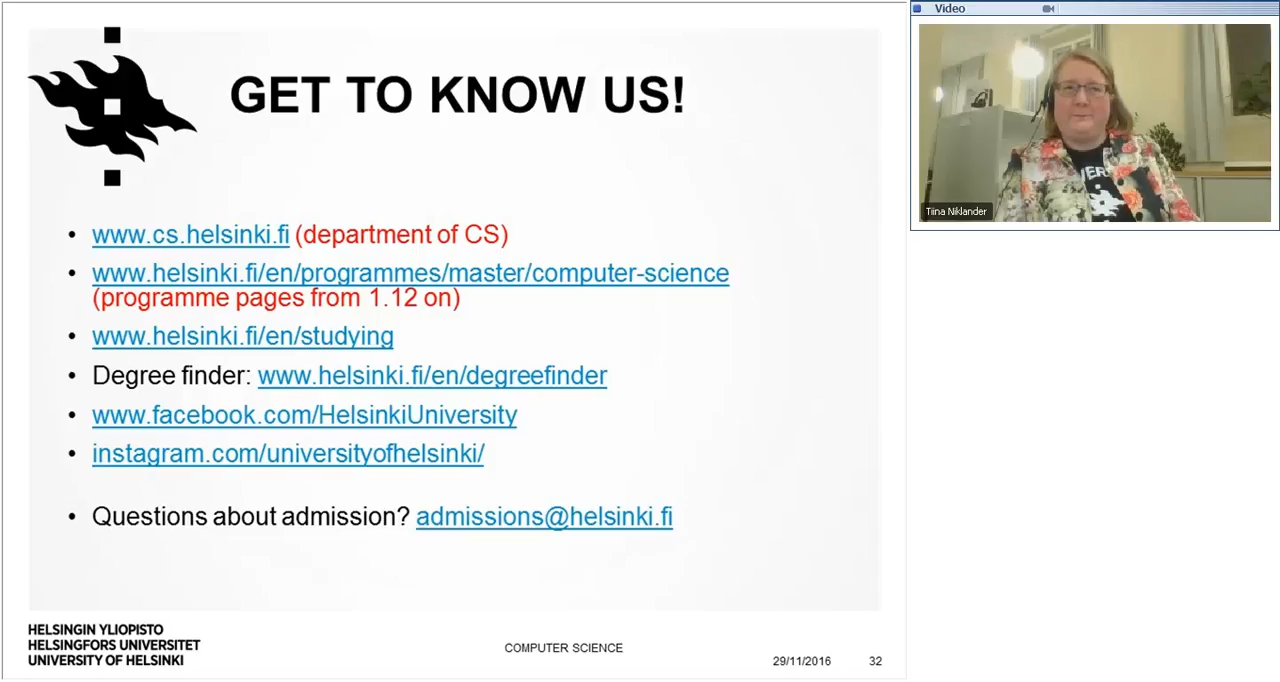 GET TO KNOW US!
www.cs.helsinki.fi (department of CS)
www.helsinki.fi/en/programmes/master/computer-science
(programme pages from 1.12 on)
www.helsinki.fi/en/studying
Degree finder: www.helsinki.fi/en/degreefinder
www.facebook.com/HelsinkiUniversity
instagram.com/universityofhelsinki/
Questions about admission? admissions@helsinki.fi
HELSINGIN YLIOPISTO
HELSINGFORS UNIVERSITET
UNIVERSITY OF HELSINKI
COMPUTER SCIENCE
29/11/2016
32
Video
Tiina Niklander